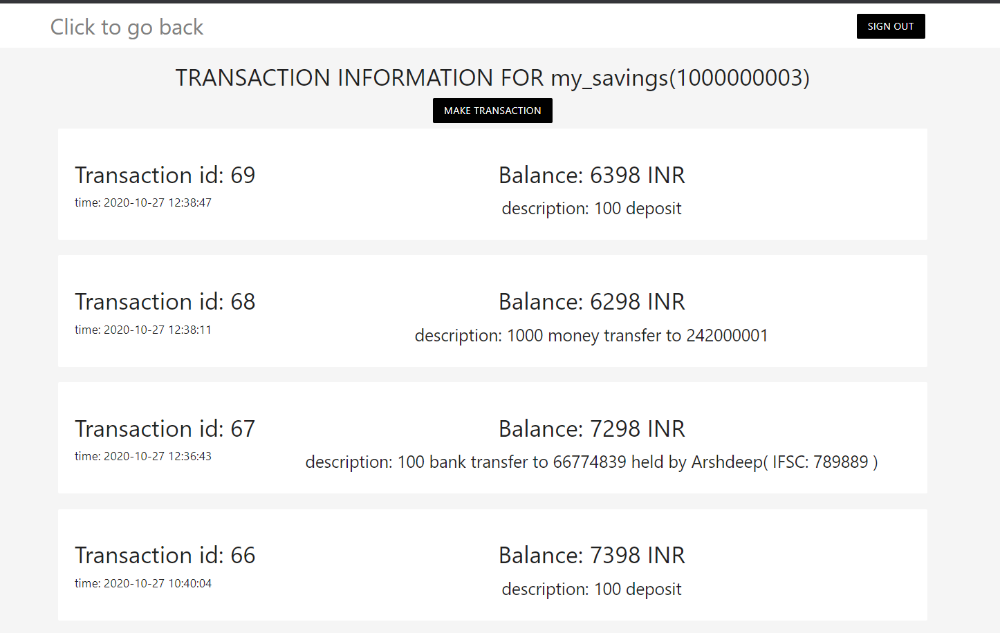 Click to go back
SIGN OUT
TRANSACTION INFORMATION FOR my_savings(1000000003)
MAKE TRANSACTION
Transaction id: 69
time: 2020-10-27 12:38:47
Balance: 6398 INR
description: 100 deposit
Transaction id: 68
time: 2020-10-27 12:38:11
Balance: 6298 INR
description: 1000 money transfer to 242000001
Transaction id: 67
time: 2020-10-27 12:36:43
Balance: 7298 INR
description: 100 bank transfer to 66774839 held by Arshdeep( IFSC: 789889 )
Transaction id: 66
time: 2020-10-27 10:40:04
Balance: 7398 INR
description: 100 deposit